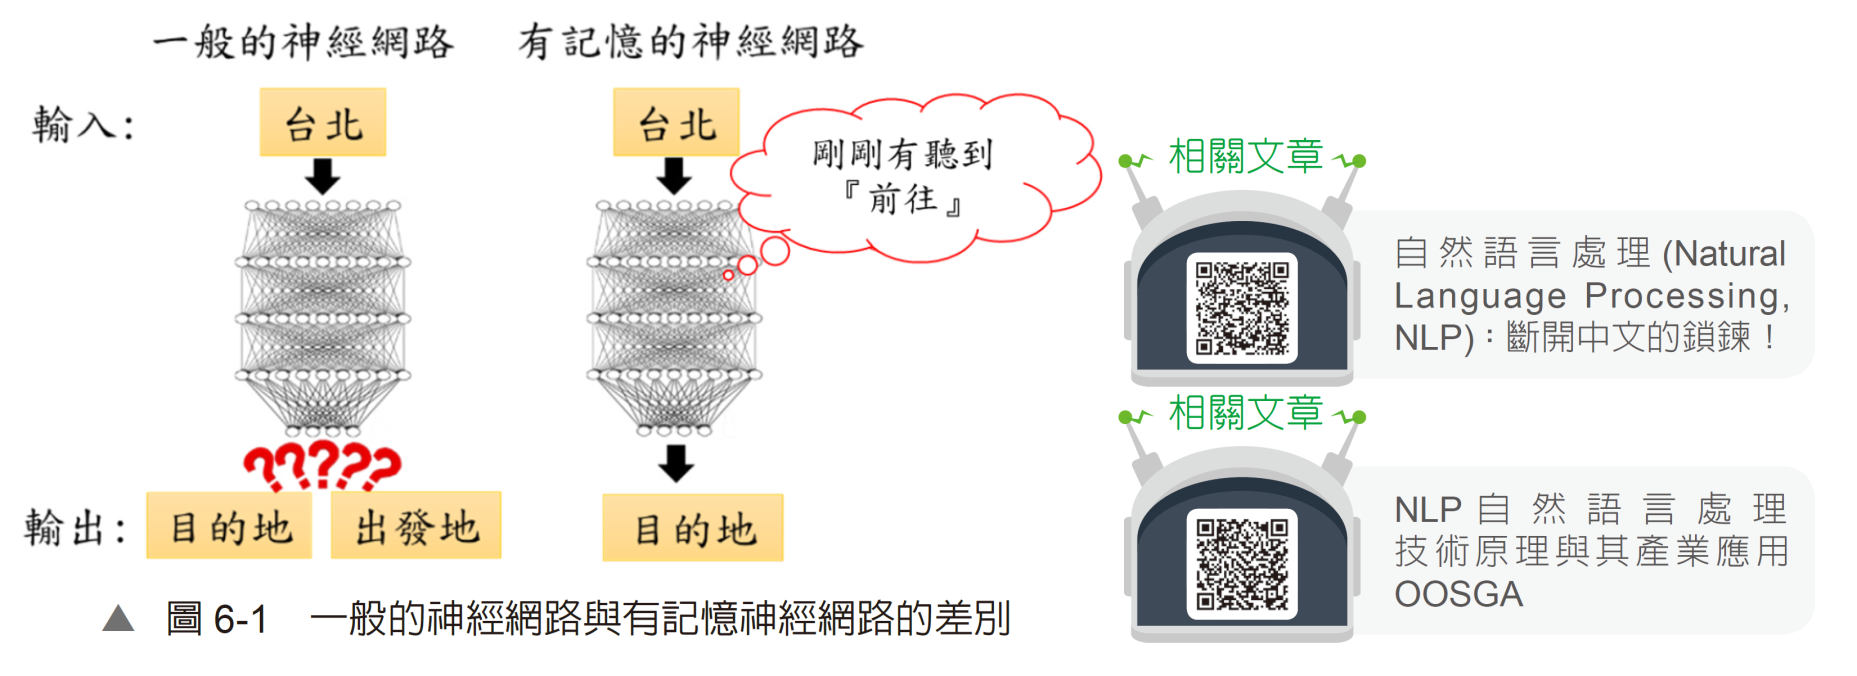 一般的神經網路
有記憶的神經網路
輸入:
台北
台北
剛剛有聽到
『前往』
?????
輸出:
目的地
出發地
目的地
▲ 圖 6-1 一般的神經網路與有記憶神經網路的差別
相關文章
自然語言處理 (Natural
Language Processing,
NLP)：斷開中文的鎖鍊！
相關文章
NLP 自然語言處理
技術原理與其產業應用
OOSGA